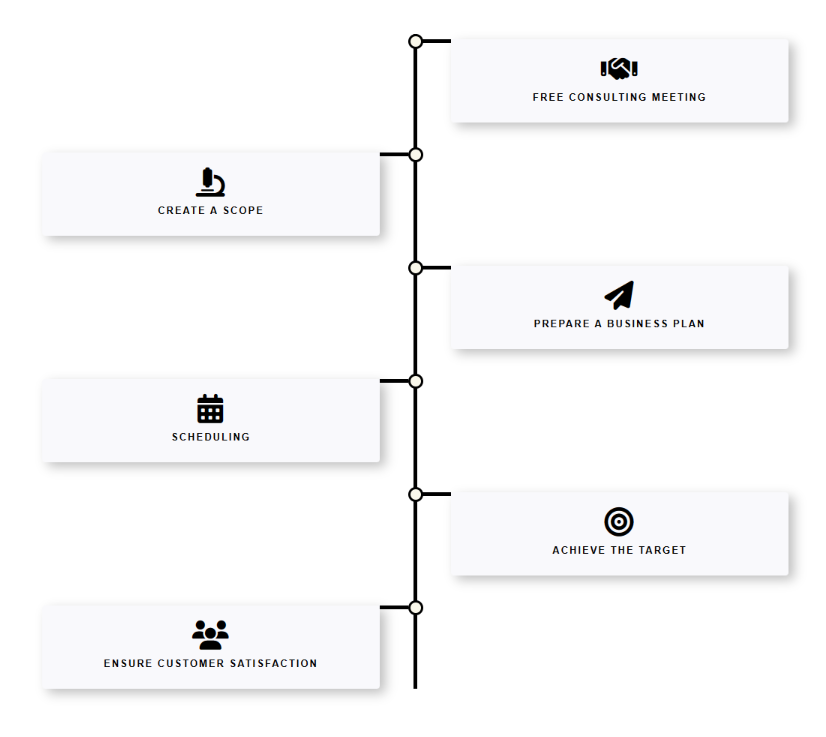 FREE CONSULTING MEETING
CREATE A SCOPE
PREPARE A BUSINESS PLAN
SCHEDULING
ACHIEVE THE TARGET
ENSURE CUSTOMER SATISFACTION